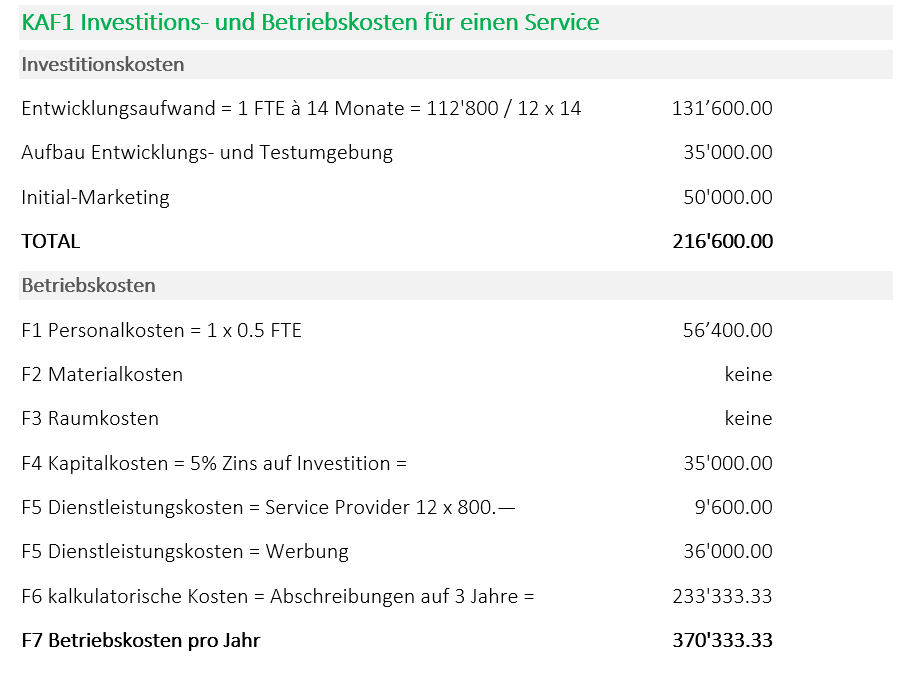 KAF1 Investitions- und Betriebskosten für einen Service
Investitionskosten
Entwicklungsaufwand = 1 FTE à 14 Monate = 112'800 / 12 x 14 131’600.00
Aufbau Entwicklungs- und Testumgebung 35'000.00
Initial-Marketing 50'000.00
TOTAL 216'600.00
Betriebskosten
F1 Personalkosten = 1 x 0.5 FTE 56’400.00
F2 Materialkosten keine
F3 Raumkosten keine
F4 Kapitalkosten = 5% Zins auf Investition = 35'000.00
F5 Dienstleistungskosten = Service Provider 12 x 800.— 9'600.00
F5 Dienstleistungskosten = Werbung 36'000.00
F6 kalkulatorische Kosten = Abschreibungen auf 3 Jahre = 233'333.33
F7 Betriebskosten pro Jahr 370'333.33